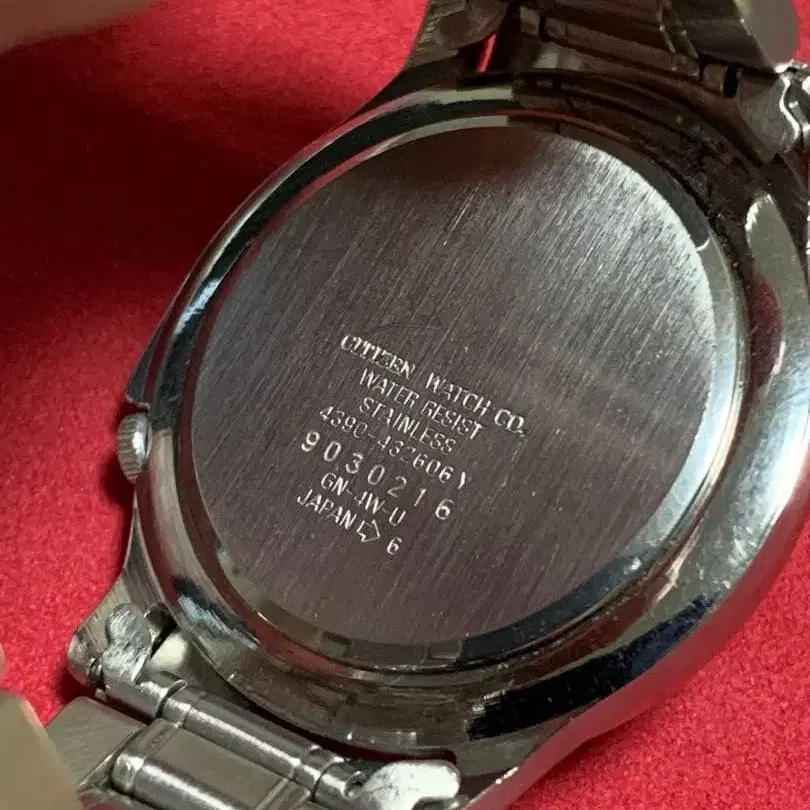 CITIZEN WATCH CO.
WATER RESIST
STAINLESS
4390-432606Y
9030216
GN-4W-U
JAPAN ⇨ 6